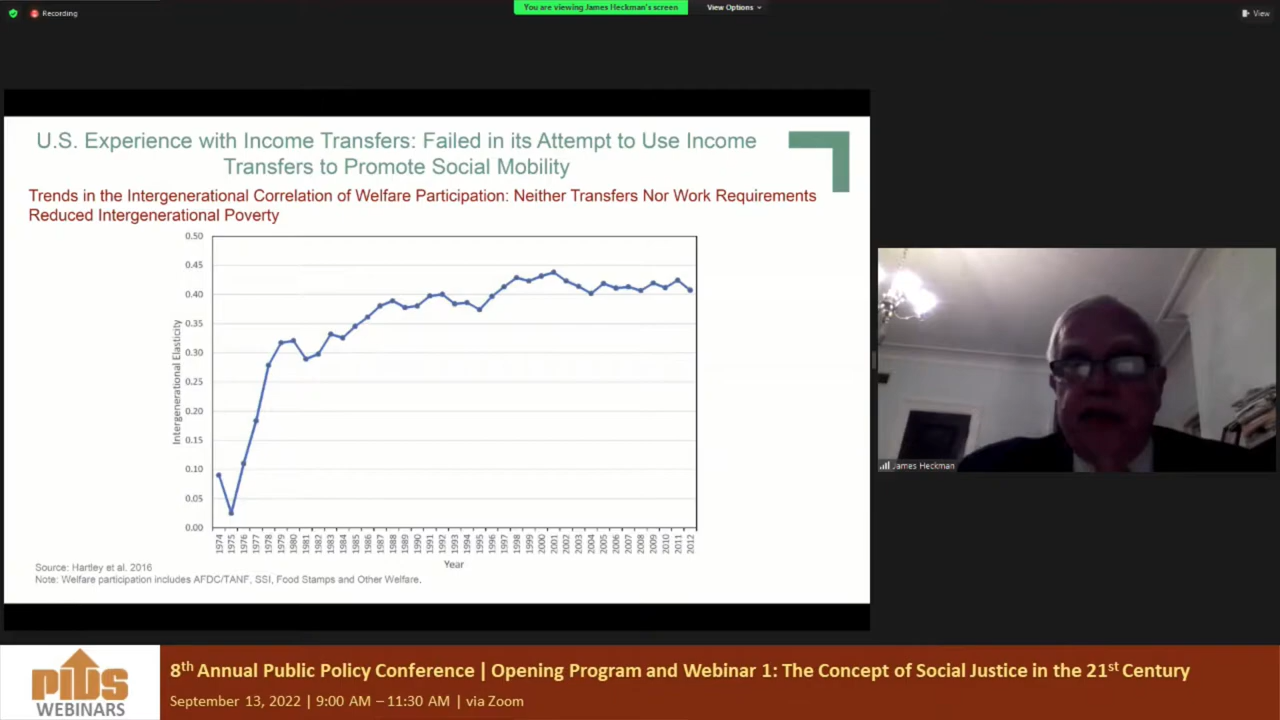 Recording
You are viewing James Heckman's screen
View Options
View
U.S. Experience with Income Transfers: Failed in its Attempt to Use Income
Transfers to Promote Social Mobility
Trends in the Intergenerational Correlation of Welfare Participation: Neither Transfers Nor Work Requirements
Reduced Intergenerational Poverty
0.50
0.45
0.40
0.35
0.30
0.25
0.20
0.15
0.10
0.05
0.00
Intergenerational Elasticity
1974 1975 1976 1977 1978 1979 1980 1981 1982 1983 1984 1985 1986 1987 1988 1989 1990 1991 1992 1993 1994 1995 1996 1997 1998 1999 2000 2001 2002 2003 2004 2005 2006 2007 2008 2009 2010 2011 2012
Year
Source: Hartley et al. 2016
Note: Welfare participation includes AFDC/TANF, SSI, Food Stamps and Other Welfare.
James Heckman
PIDS
WEBINARS
8th Annual Public Policy Conference | Opening Program and Webinar 1: The Concept of Social Justice in the 21st Century
September 13, 2022 | 9:00 AM – 11:30 AM | via Zoom